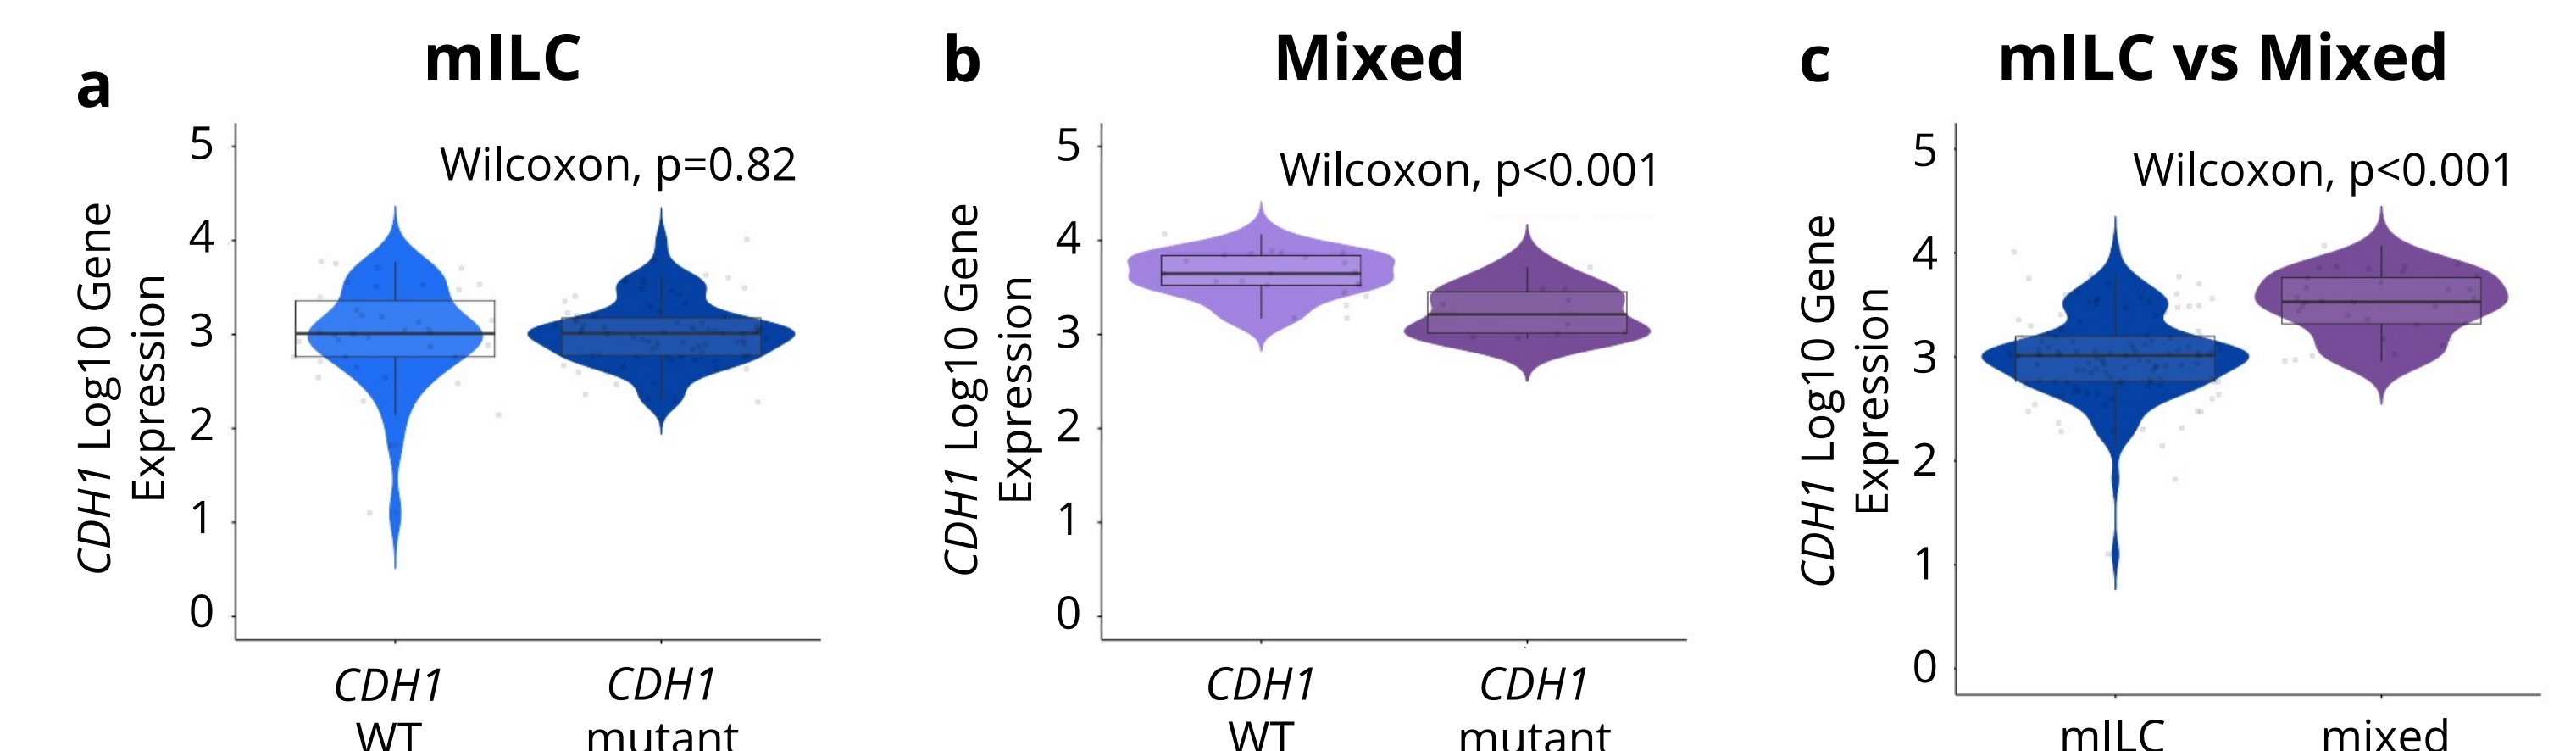 a
mILC
5
4
3
2
1
0
Wilcoxon, p=0.82
CDH1 Log10 Gene
Expression
CDH1
WT
CDH1
mutant
b
Mixed
5
4
3
2
1
0
Wilcoxon, p<0.001
CDH1 Log10 Gene
Expression
CDH1
WT
CDH1
mutant
c
mILC vs Mixed
5
4
3
2
1
0
Wilcoxon, p<0.001
CDH1 Log10 Gene
Expression
mILC
mixed